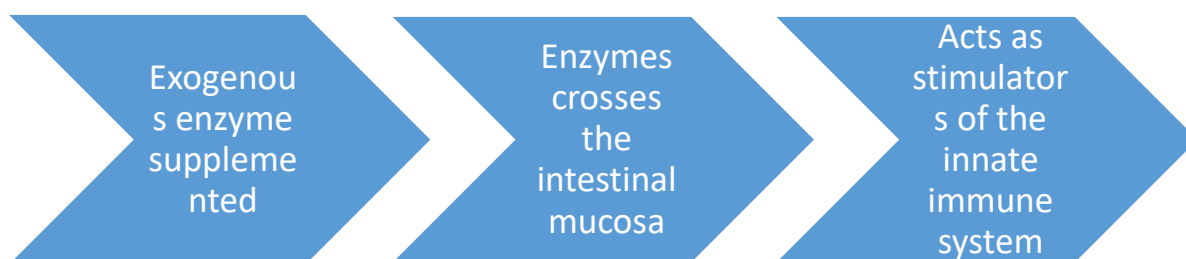 Exogenou
s enzyme
suppleme
nted
Enzymes
crosses
the
intestinal
mucosa
Acts as
stimulator
s of the
innate
immune
system